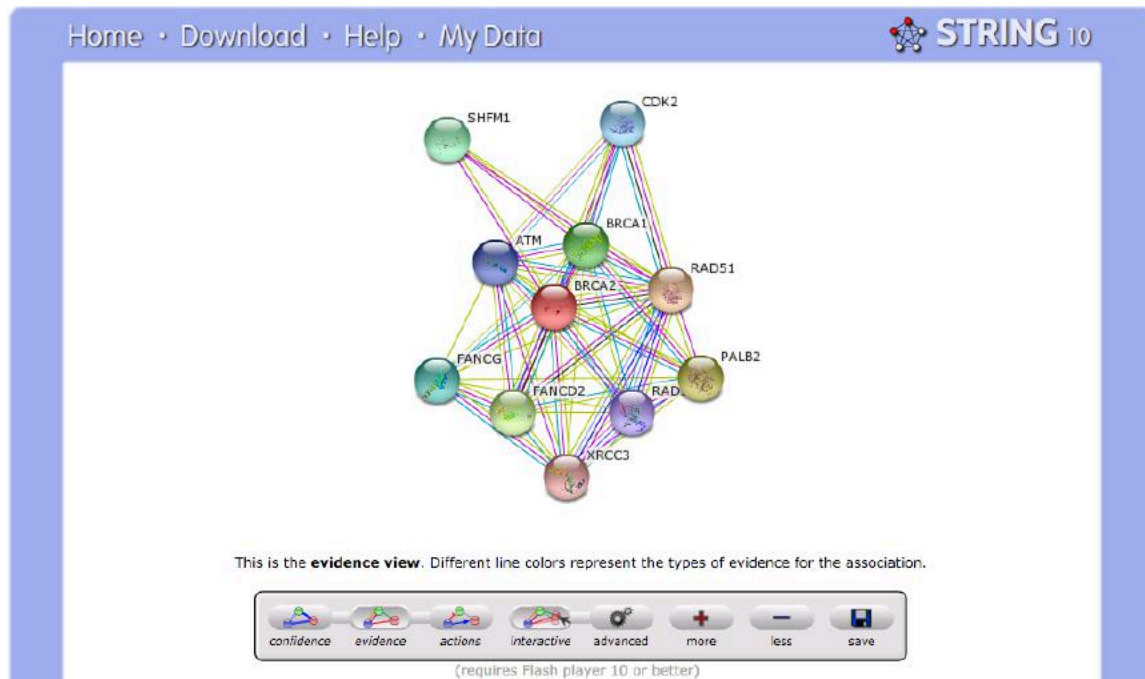 Home · Download · Help · My Data
STRING 10
CDK2
SHFM1
BRCA1
ATM
RAD51
BRCA2
PALB2
FANCG
FANCD2
XRCC3
This is the evidence view. Different line colors represent the types of evidence for the association.
confidence evidence actions interactive advanced more less save
(requires Flash player 10 or better)